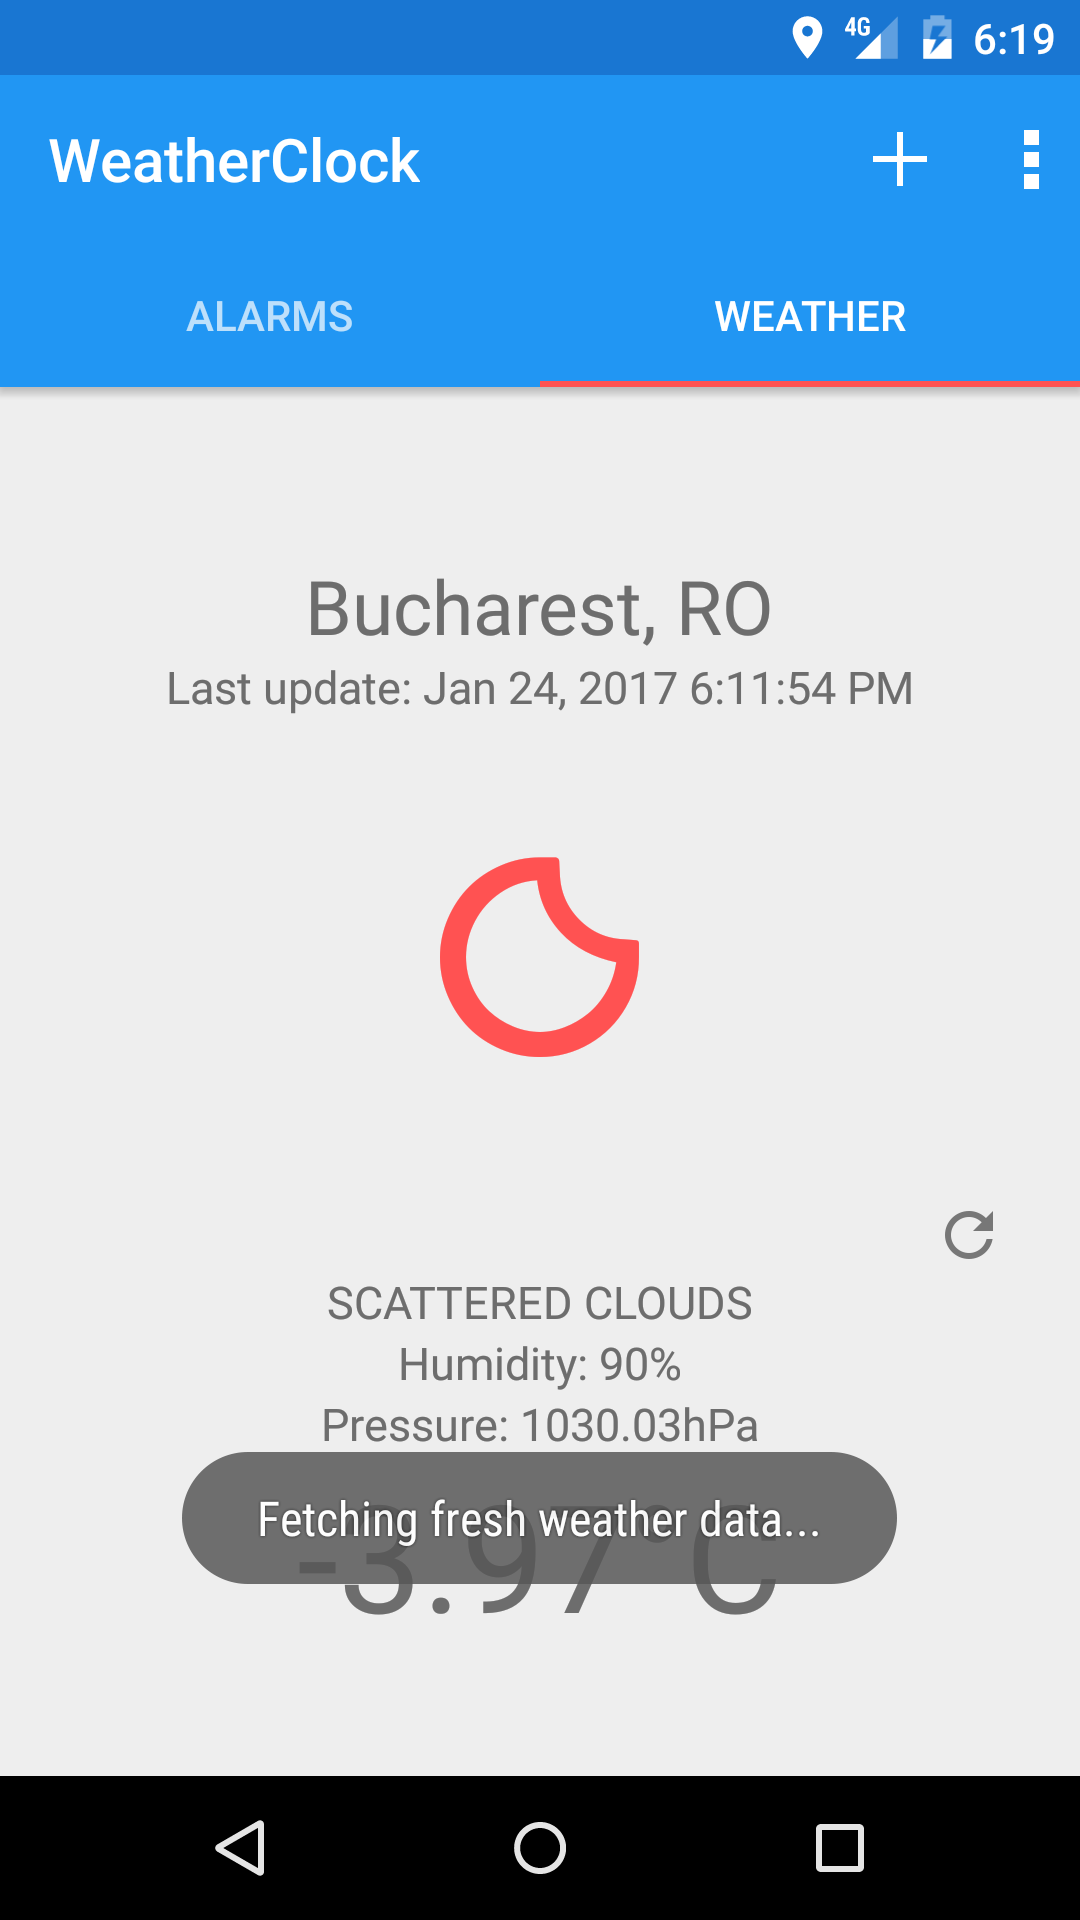 4G 6:19
WeatherClock
ALARMS WEATHER
Bucharest, RO
Last update: Jan 24, 2017 6:11:54 PM
SCATTERED CLOUDS
Humidity: 90%
Pressure: 1030.03hPa
Fetching fresh weather data...
-3.97°C